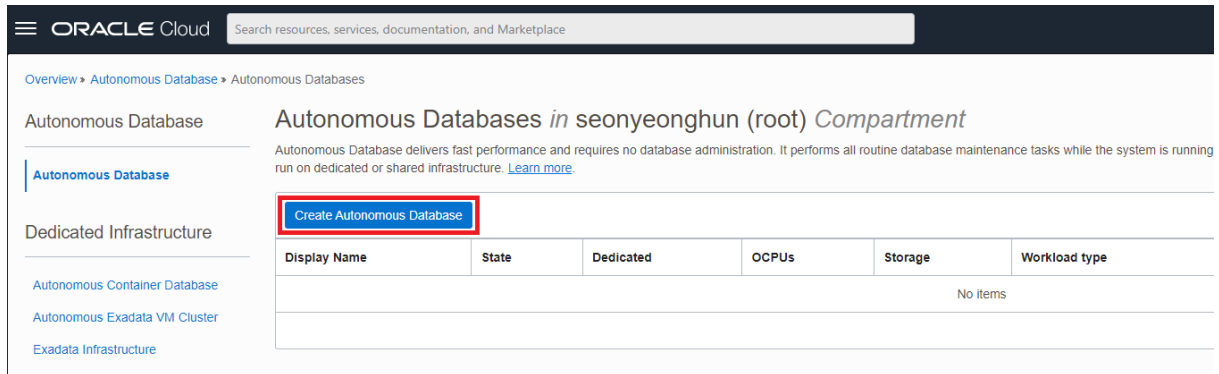 ORACLE Cloud
Search resources, services, documentation, and Marketplace
Overview » Autonomous Database » Autonomous Databases
Autonomous Database
Autonomous Database
Dedicated Infrastructure
Autonomous Container Database
Autonomous Exadata VM Cluster
Exadata Infrastructure
Autonomous Databases in seonyeonghun (root) Compartment
Autonomous Database delivers fast performance and requires no database administration. It performs all routine database maintenance tasks while the system is running
run on dedicated or shared infrastructure. Learn more.
Create Autonomous Database
Display Name State Dedicated OCPUs Storage Workload type
No items